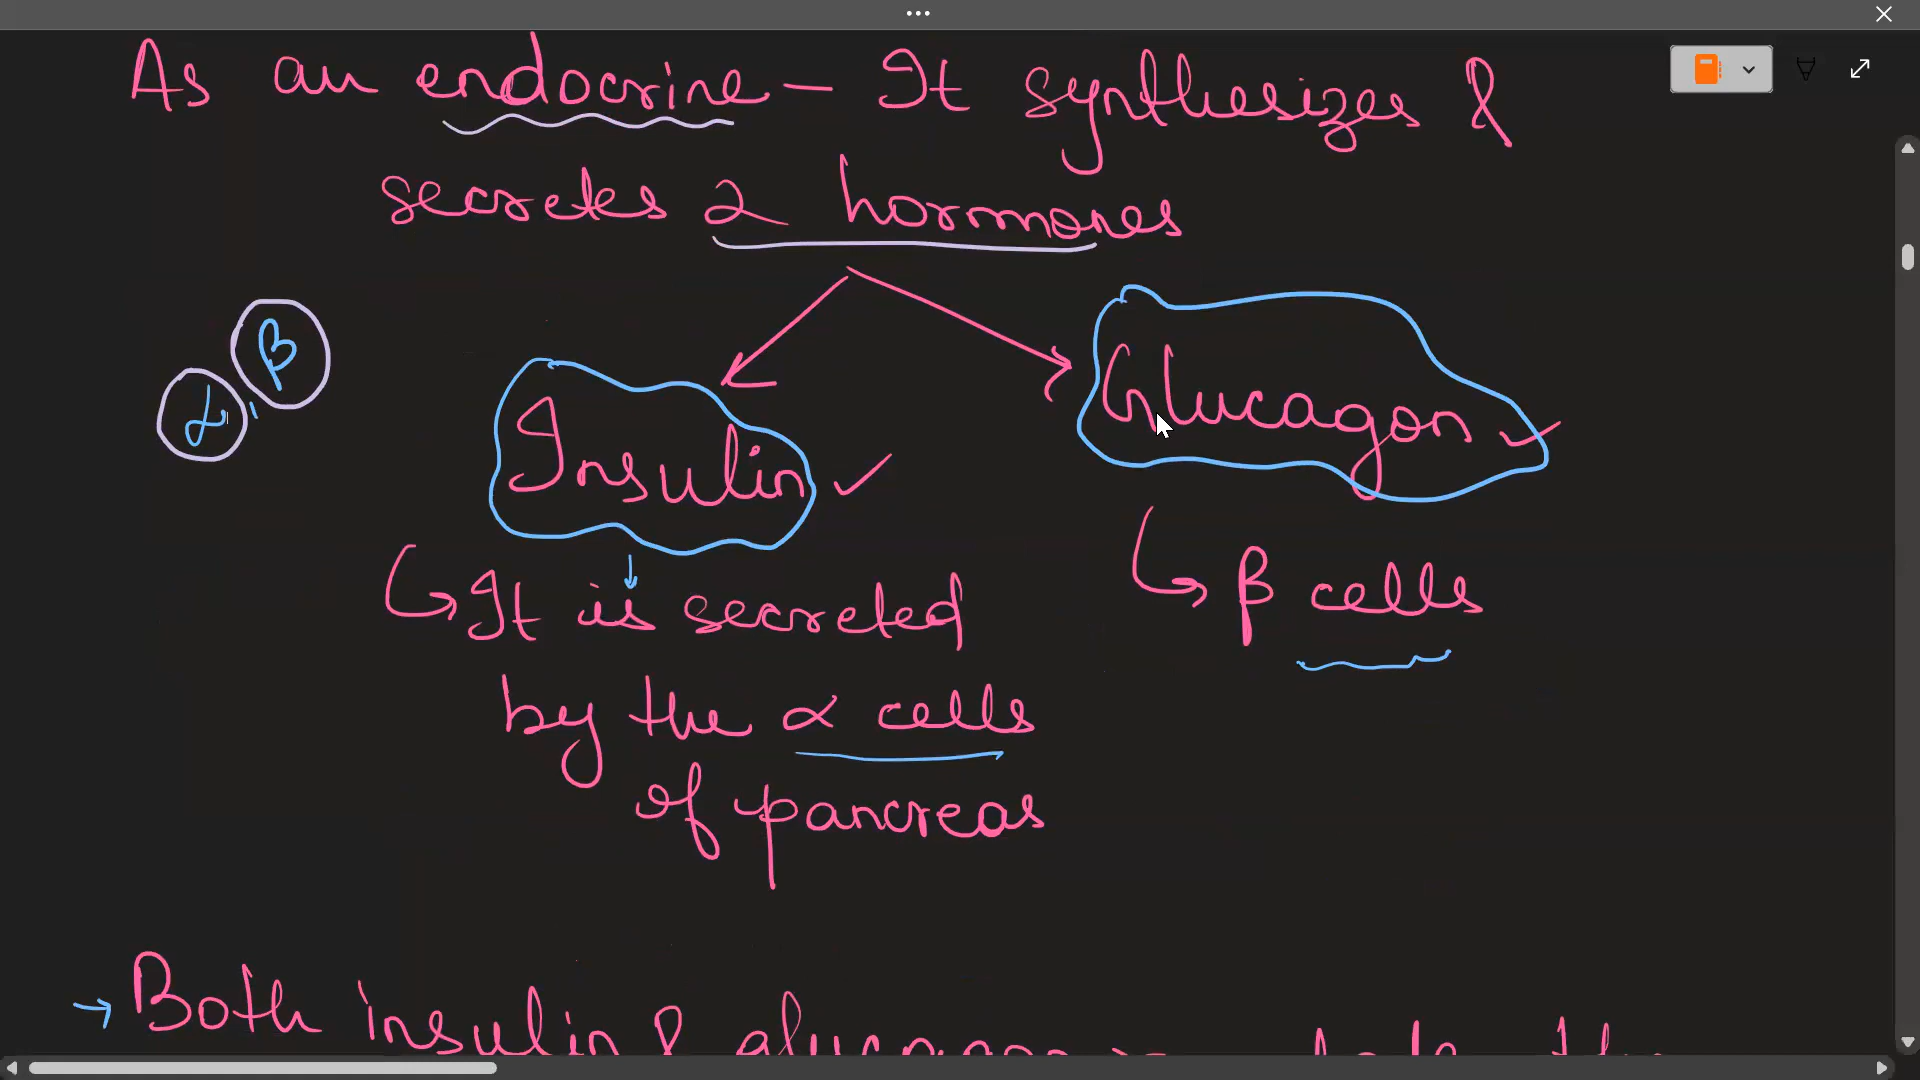 As an endocrine – It synthesizes &
secretes 2 hormones
β
α
Insulin ✓
Glucagon ✓
It is secreted
by the α cells
of pancreas
β cells
→ Both insulin & glucagon